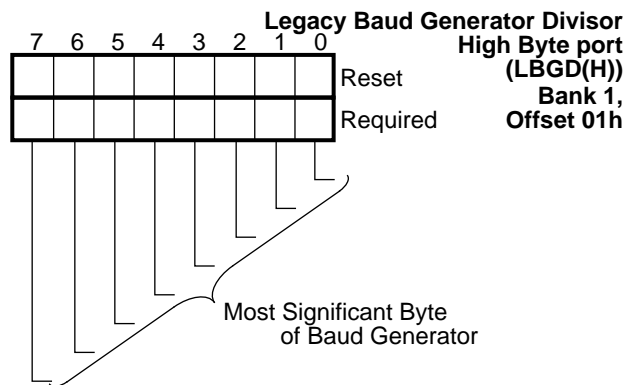 Legacy Baud Generator Divisor
High Byte port
(LBGD(H))
Bank 1,
Offset 01h
7 6 5 4 3 2 1 0
Reset
Required
Most Significant Byte
of Baud Generator